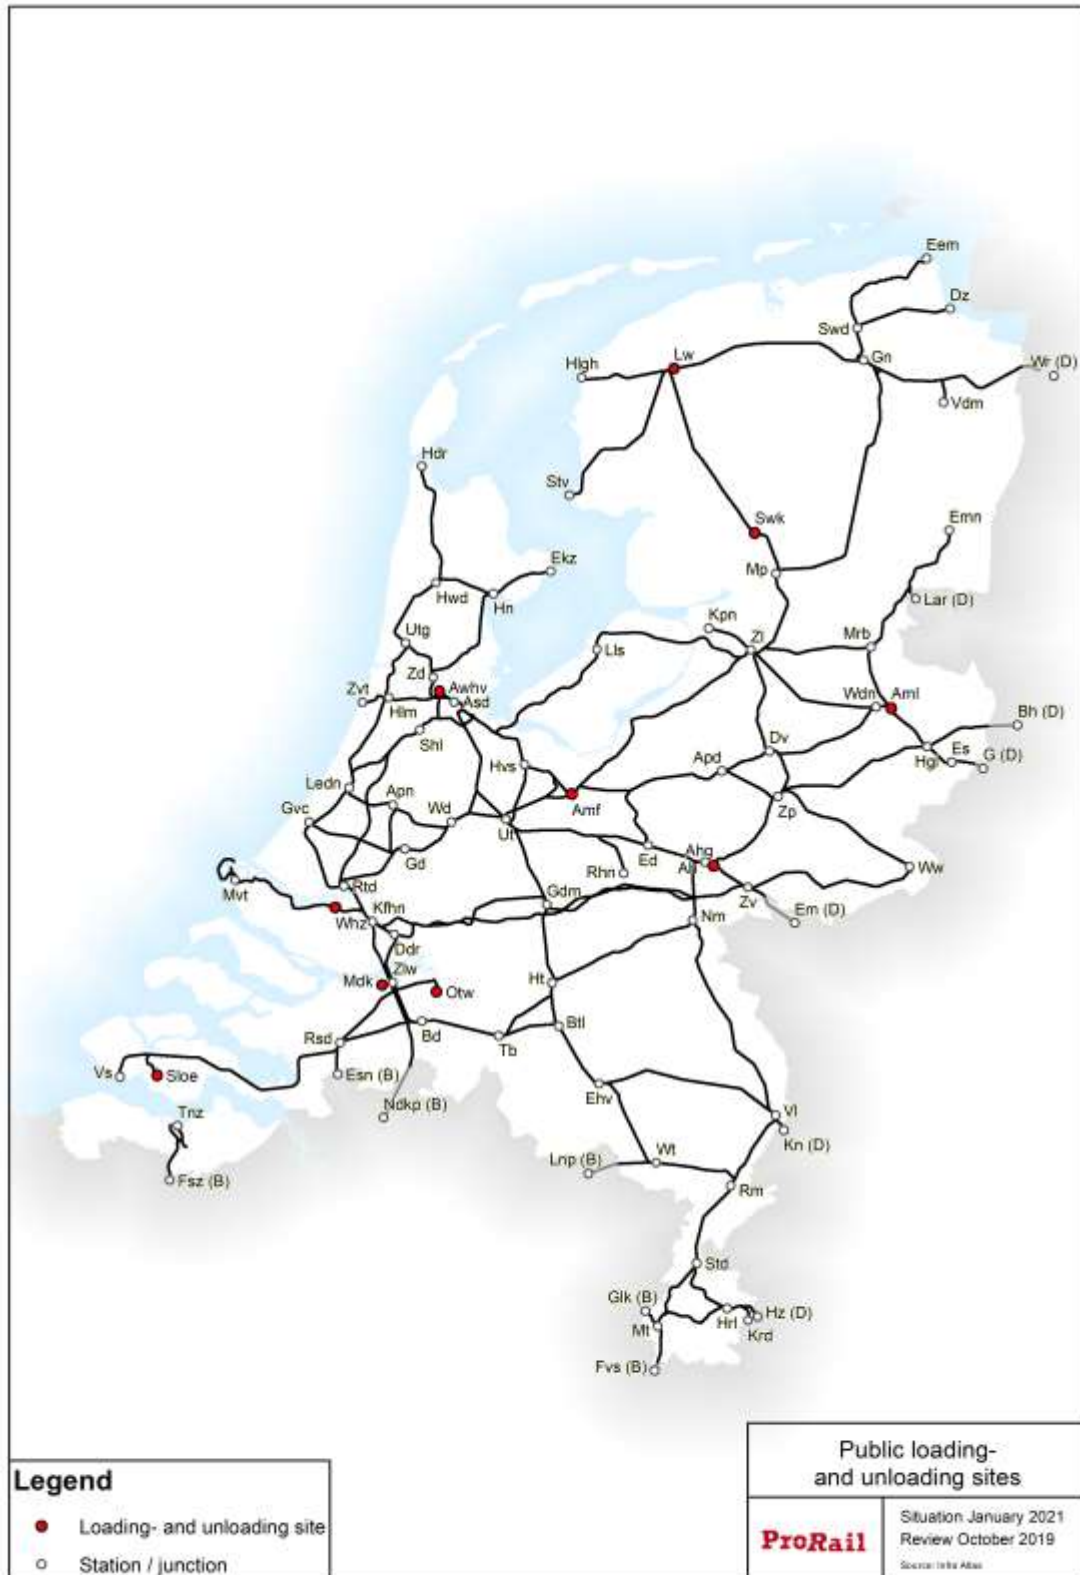 Eem
Dz
Swd
Gn
Wr (D)
Lw
Hlgh
Vdm
Hdr
Stv
Swk
Emn
Ekz
Mp
Hwd
Hn
Lar (D)
Kpn
Utg
Zl
Mrb
Lls
Zd
Zvt
Awhv
Asd
Hlm
Wdn
Aml
Bh (D)
Shl
Dv
Es
G (D)
Hgl
Hvs
Apd
Ledn
Apn
Gvc
Wd
Amf
Zp
Ut
Gd
Ed
Ahg
Ah
Rhn
Ww
Mvt
Rtd
Gdm
Zv
Em (D)
Whz
Kfhn
Nm
Ddr
Mdk
Zlw
Otw
Ht
Btl
Rsd
Bd
Tb
Vs
Sloe
Esn (B)
Ehv
Ndkp (B)
Tnz
Vl
Kn (D)
Fsz (B)
Lnp (B)
Wt
Rm
Std
Glk (B)
Hz (D)
Mt
Hrl
Krd
Fvs (B)
Legend
Loading- and unloading site
Station / junction
Public loading-
and unloading sites
ProRail
Situation January 2021
Review October 2019
Source: Infra Atlas